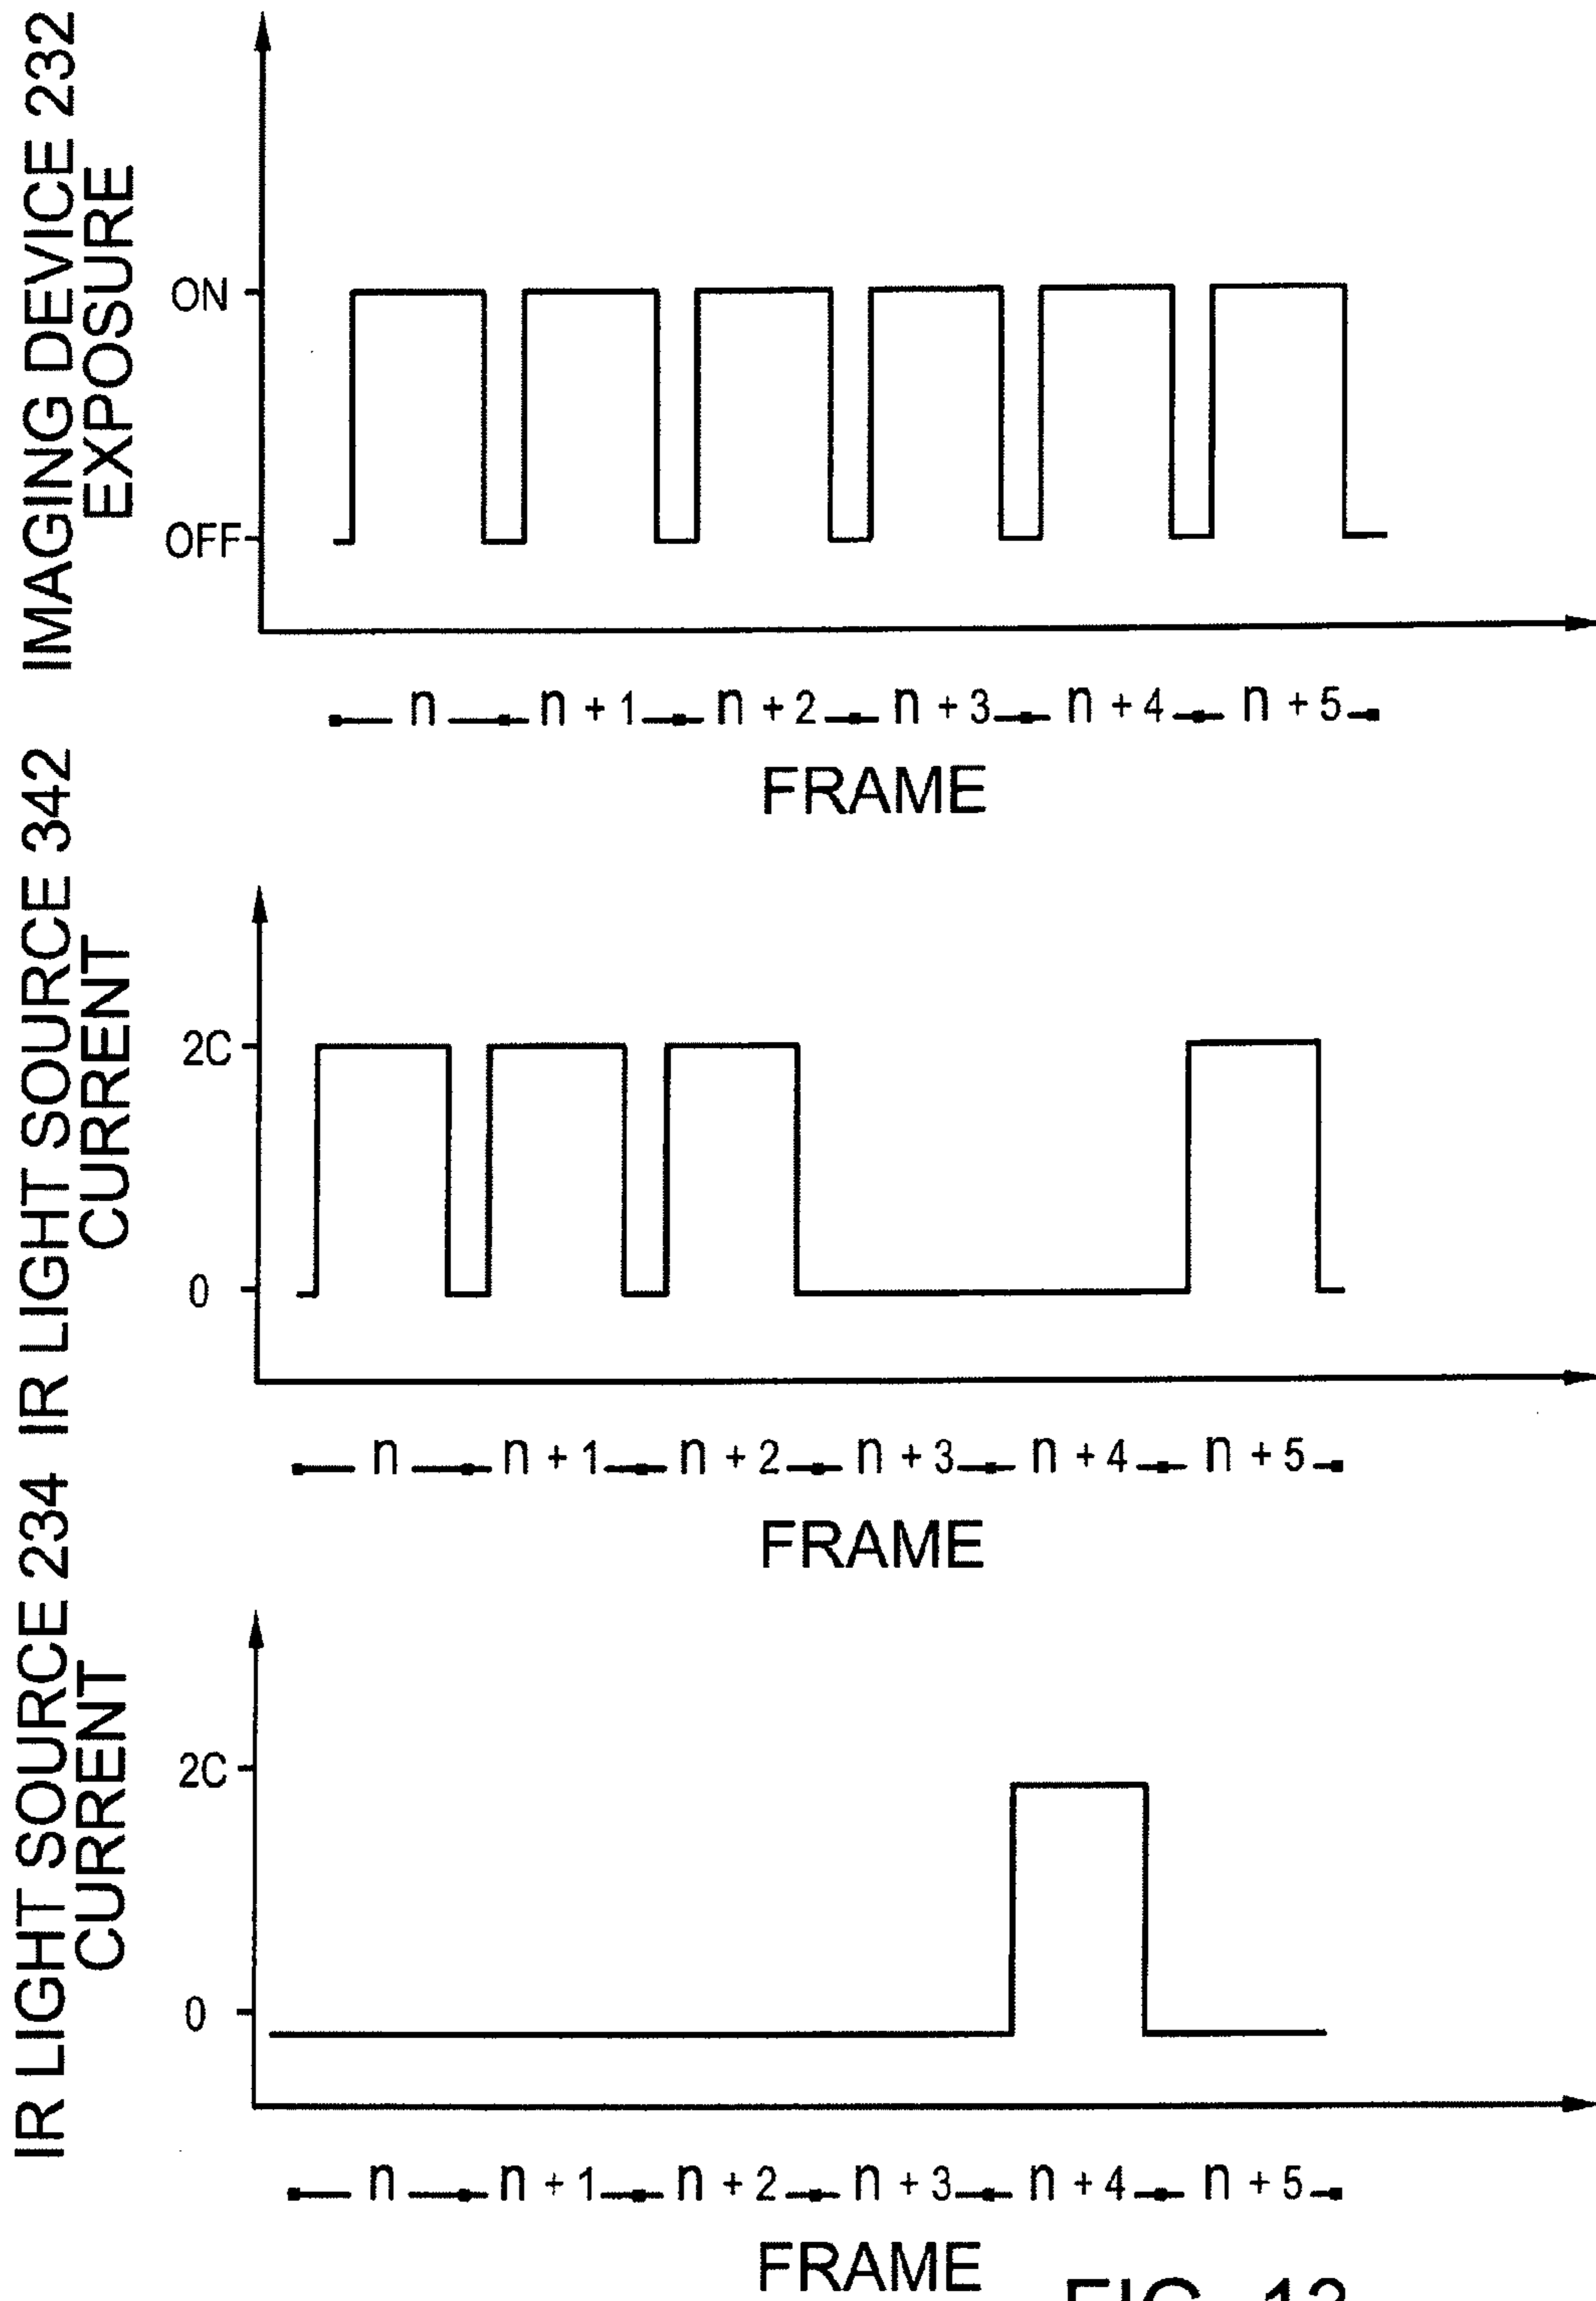 IMAGING DEVICE 232
EXPOSURE
ON
OFF
n n + 1 n + 2 n + 3 n + 4 n + 5
FRAME
IR LIGHT SOURCE 342
CURRENT
2C
0
n n + 1 n + 2 n + 3 n + 4 n + 5
FRAME
IR LIGHT SOURCE 234
CURRENT
2C
0
n n + 1 n + 2 n + 3 n + 4 n + 5
FRAME